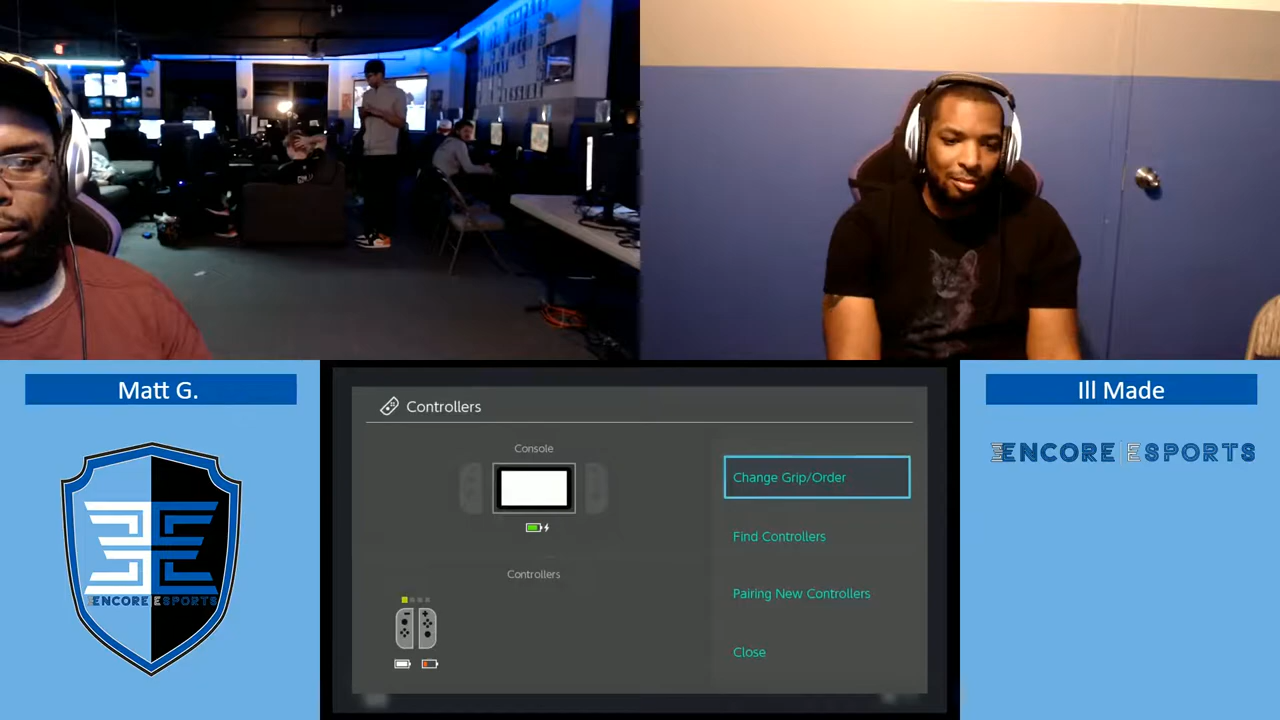 Matt G.
ENCORE ESPORTS
Controllers
Console
Controllers
Change Grip/Order
Find Controllers
Pairing New Controllers
Close
Ill Made
ENCORE ESPORTS